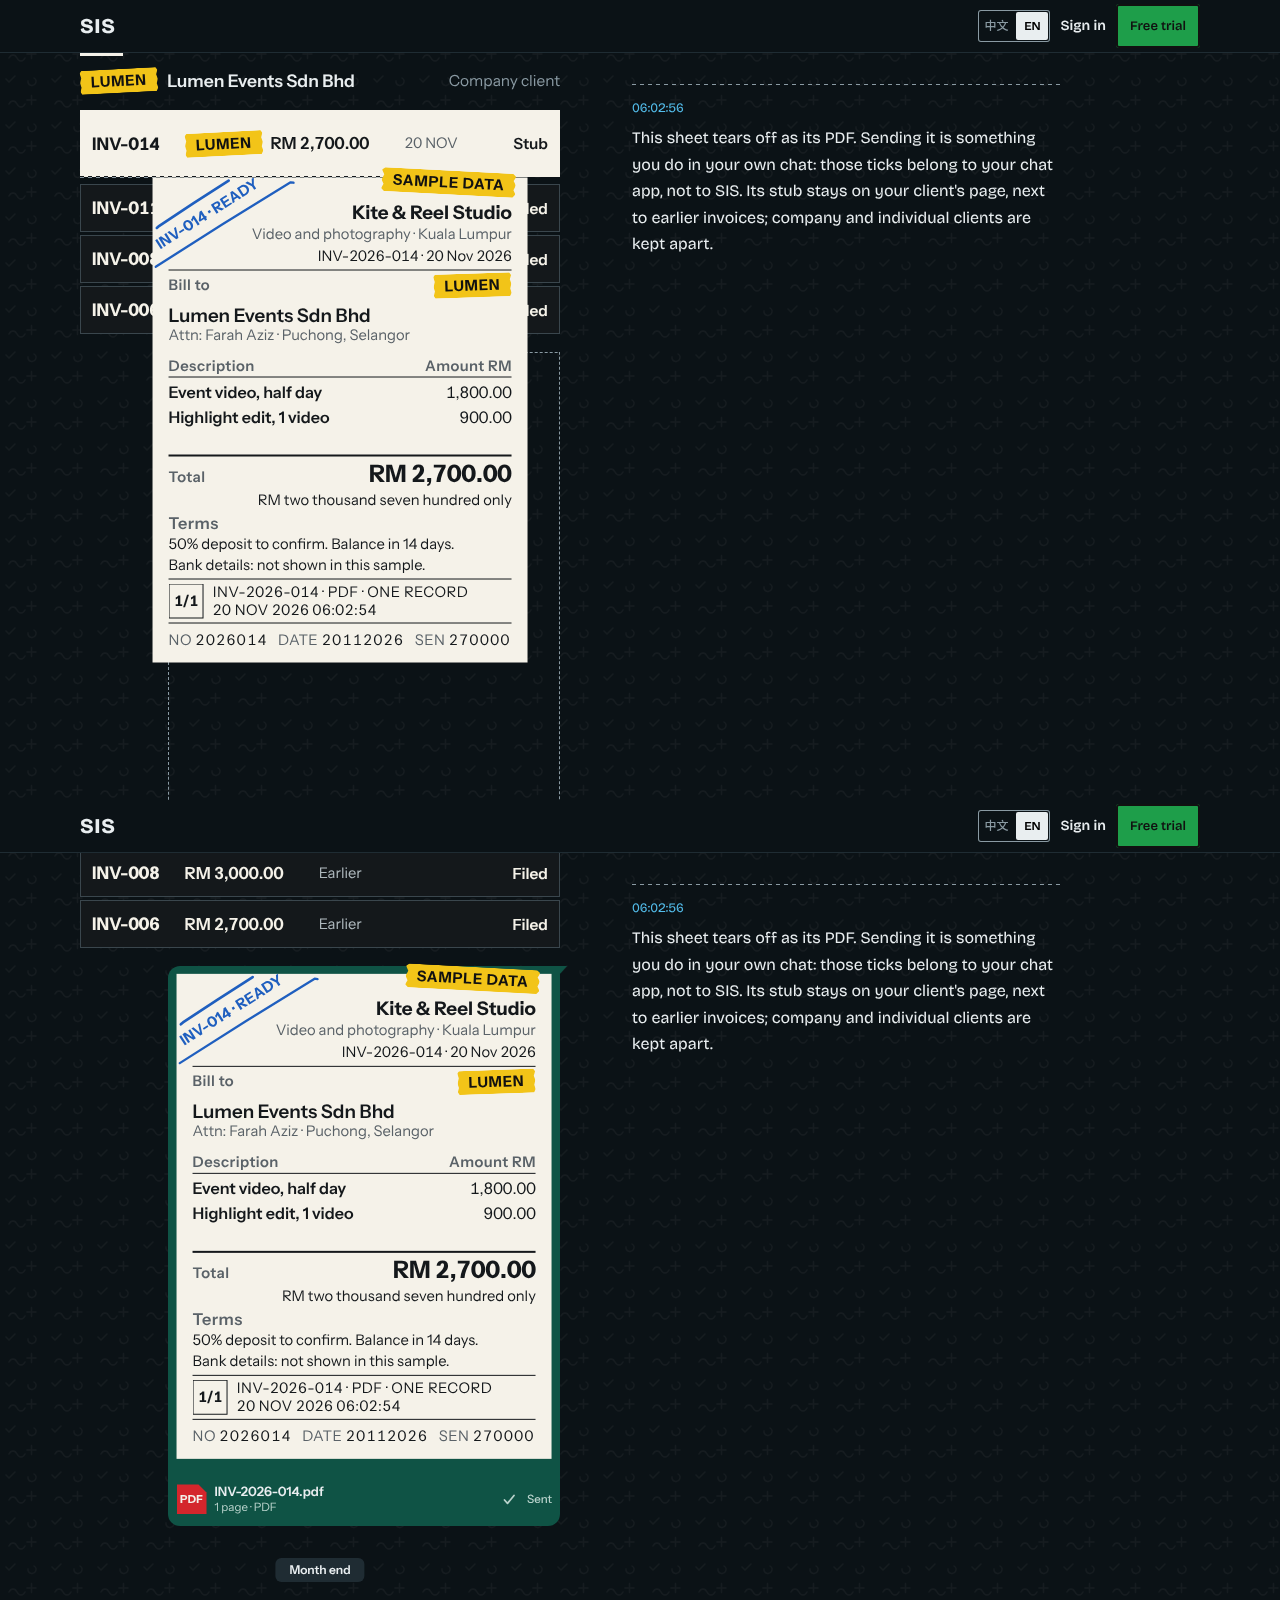 SIS
中文 EN Sign in Free trial
LUMEN Lumen Events Sdn Bhd Company client
INV-014 LUMEN RM 2,700.00 20 NOV Stub
SAMPLE DATA
INV-014 · READY
Kite & Reel Studio
Video and photography · Kuala Lumpur
INV-2026-014 · 20 Nov 2026
Bill to LUMEN
Lumen Events Sdn Bhd
Attn: Farah Aziz · Puchong, Selangor
Description Amount RM
Event video, half day 1,800.00
Highlight edit, 1 video 900.00
Total RM 2,700.00
RM two thousand seven hundred only
Terms
50% deposit to confirm. Balance in 14 days.
Bank details: not shown in this sample.
1/1 INV-2026-014 · PDF · ONE RECORD
20 NOV 2026 06:02:54
NO 2026014 DATE 20112026 SEN 270000
06:02:56
This sheet tears off as its PDF. Sending it is something
you do in your own chat: those ticks belong to your chat
app, not to SIS. Its stub stays on your client's page, next
to earlier invoices; company and individual clients are
kept apart.
SIS
中文 EN Sign in Free trial
INV-008 RM 3,000.00 Earlier Filed
INV-006 RM 2,700.00 Earlier Filed
SAMPLE DATA
INV-014 · READY
Kite & Reel Studio
Video and photography · Kuala Lumpur
INV-2026-014 · 20 Nov 2026
Bill to LUMEN
Lumen Events Sdn Bhd
Attn: Farah Aziz · Puchong, Selangor
Description Amount RM
Event video, half day 1,800.00
Highlight edit, 1 video 900.00
Total RM 2,700.00
RM two thousand seven hundred only
Terms
50% deposit to confirm. Balance in 14 days.
Bank details: not shown in this sample.
1/1 INV-2026-014 · PDF · ONE RECORD
20 NOV 2026 06:02:54
NO 2026014 DATE 20112026 SEN 270000
PDF INV-2026-014.pdf
1 page · PDF Sent
Month end
06:02:56
This sheet tears off as its PDF. Sending it is something
you do in your own chat: those ticks belong to your chat
app, not to SIS. Its stub stays on your client's page, next
to earlier invoices; company and individual clients are
kept apart.